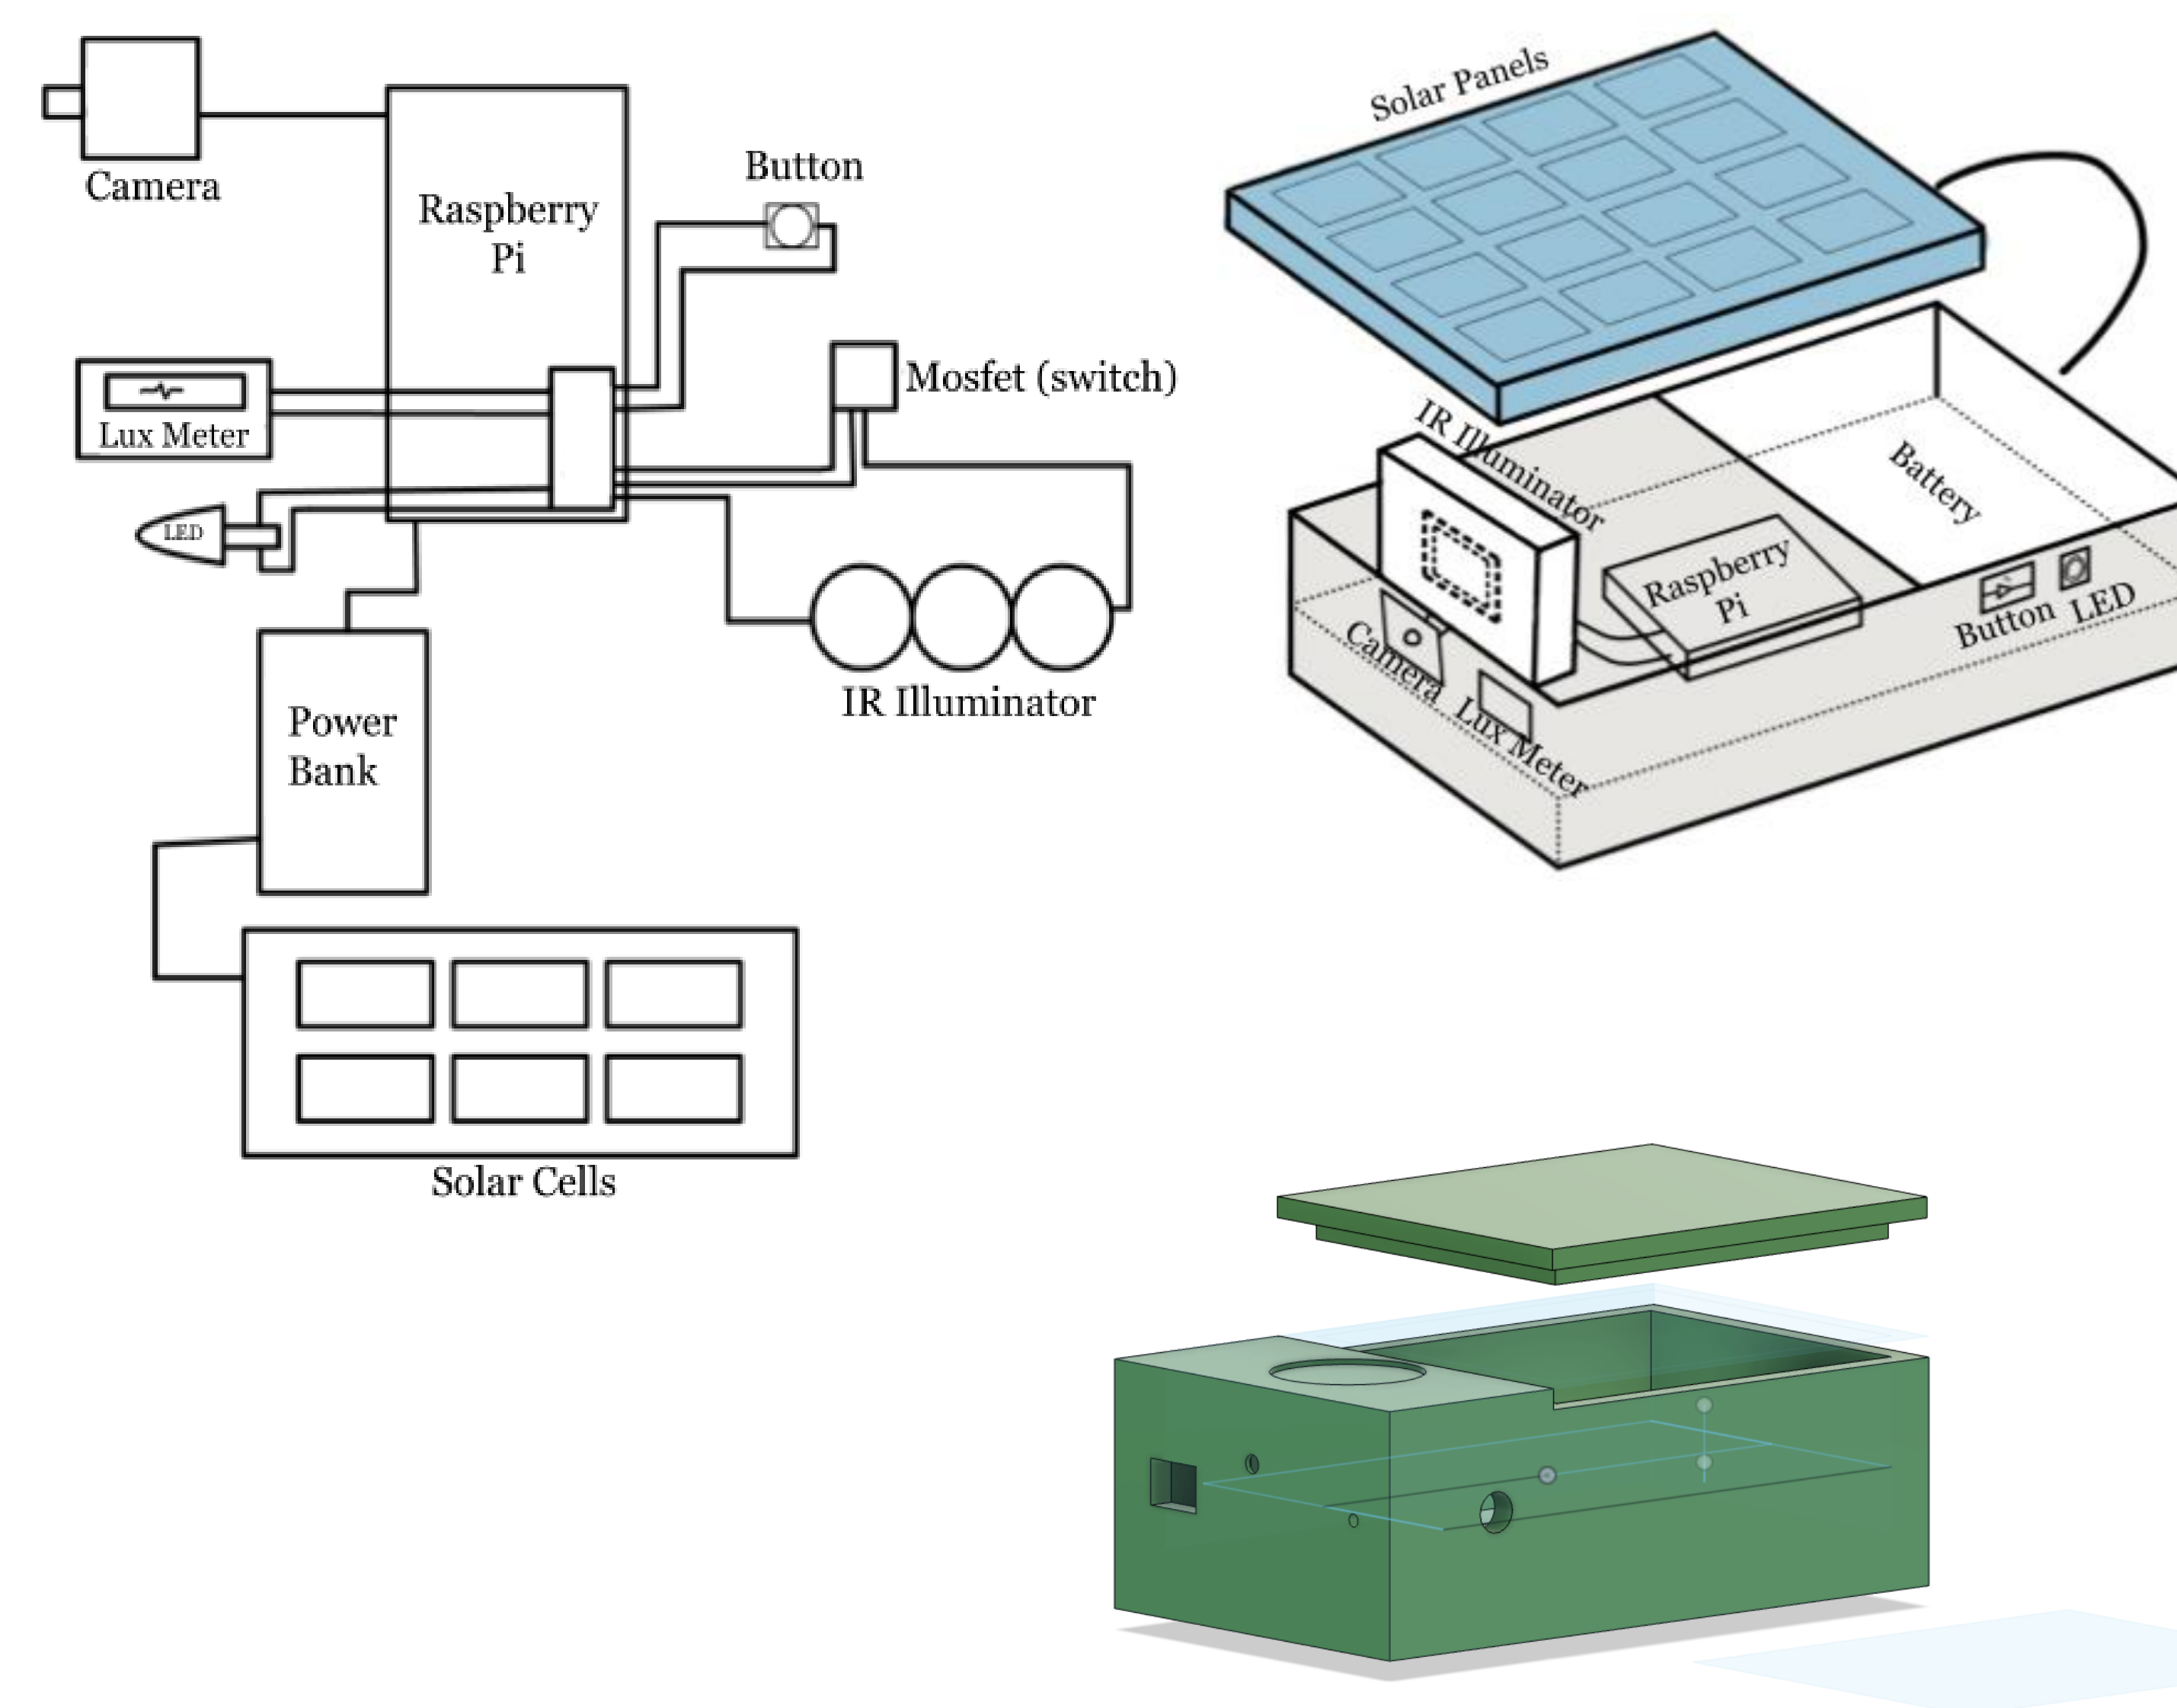 Camera
Raspberry
Pi
Button
Mosfet (switch)
Lux Meter
LED
IR Illuminator
Power
Bank
Solar Cells
Solar Panels
IR Illuminator
Battery
Raspberry
Pi
Button
LED
Camera
Lux Meter